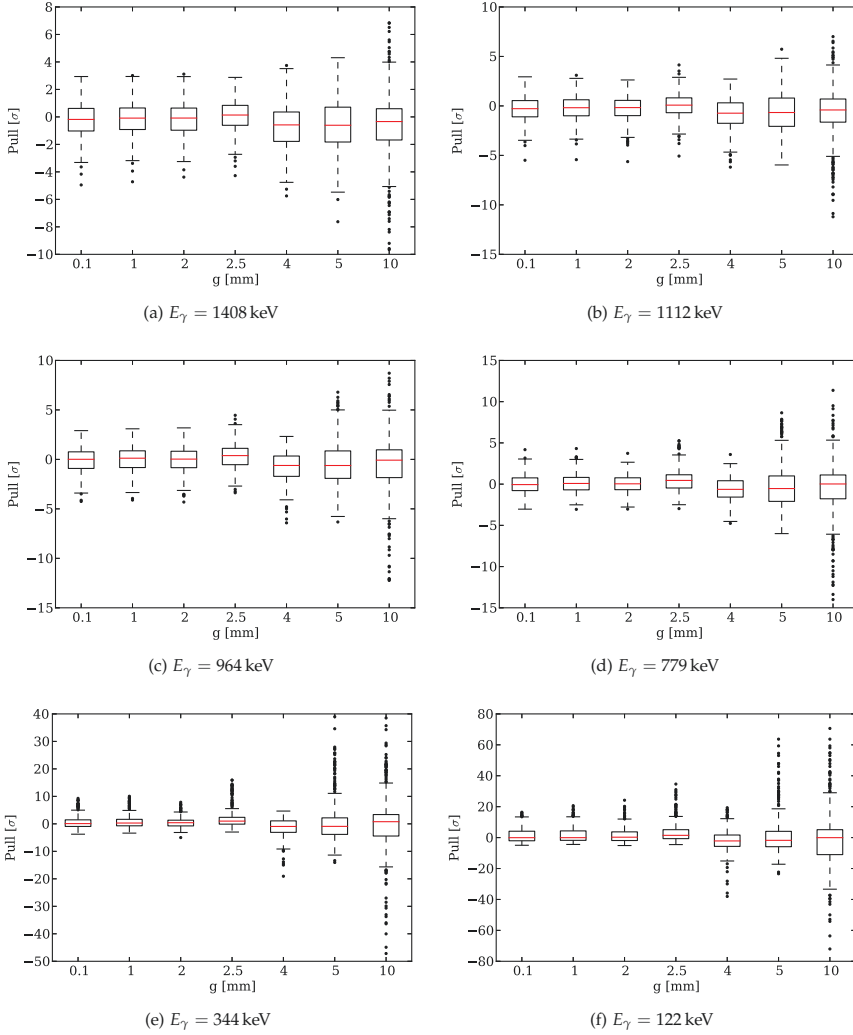 8
6
4
2
0
−2
−4
−6
−8
−10
Pull [σ]
0.1 1 2 2.5 4 5 10
g [mm]
(a) Eγ = 1408 keV
10
5
0
−5
−10
−15
Pull [σ]
0.1 1 2 2.5 4 5 10
g [mm]
(b) Eγ = 1112 keV
10
5
0
−5
−10
−15
Pull [σ]
0.1 1 2 2.5 4 5 10
g [mm]
(c) Eγ = 964 keV
15
10
5
0
−5
−10
−15
Pull [σ]
0.1 1 2 2.5 4 5 10
g [mm]
(d) Eγ = 779 keV
40
30
20
10
0
−10
−20
−30
−40
−50
Pull [σ]
0.1 1 2 2.5 4 5 10
g [mm]
(e) Eγ = 344 keV
80
60
40
20
0
−20
−40
−60
−80
Pull [σ]
0.1 1 2 2.5 4 5 10
g [mm]
(f) Eγ = 122 keV